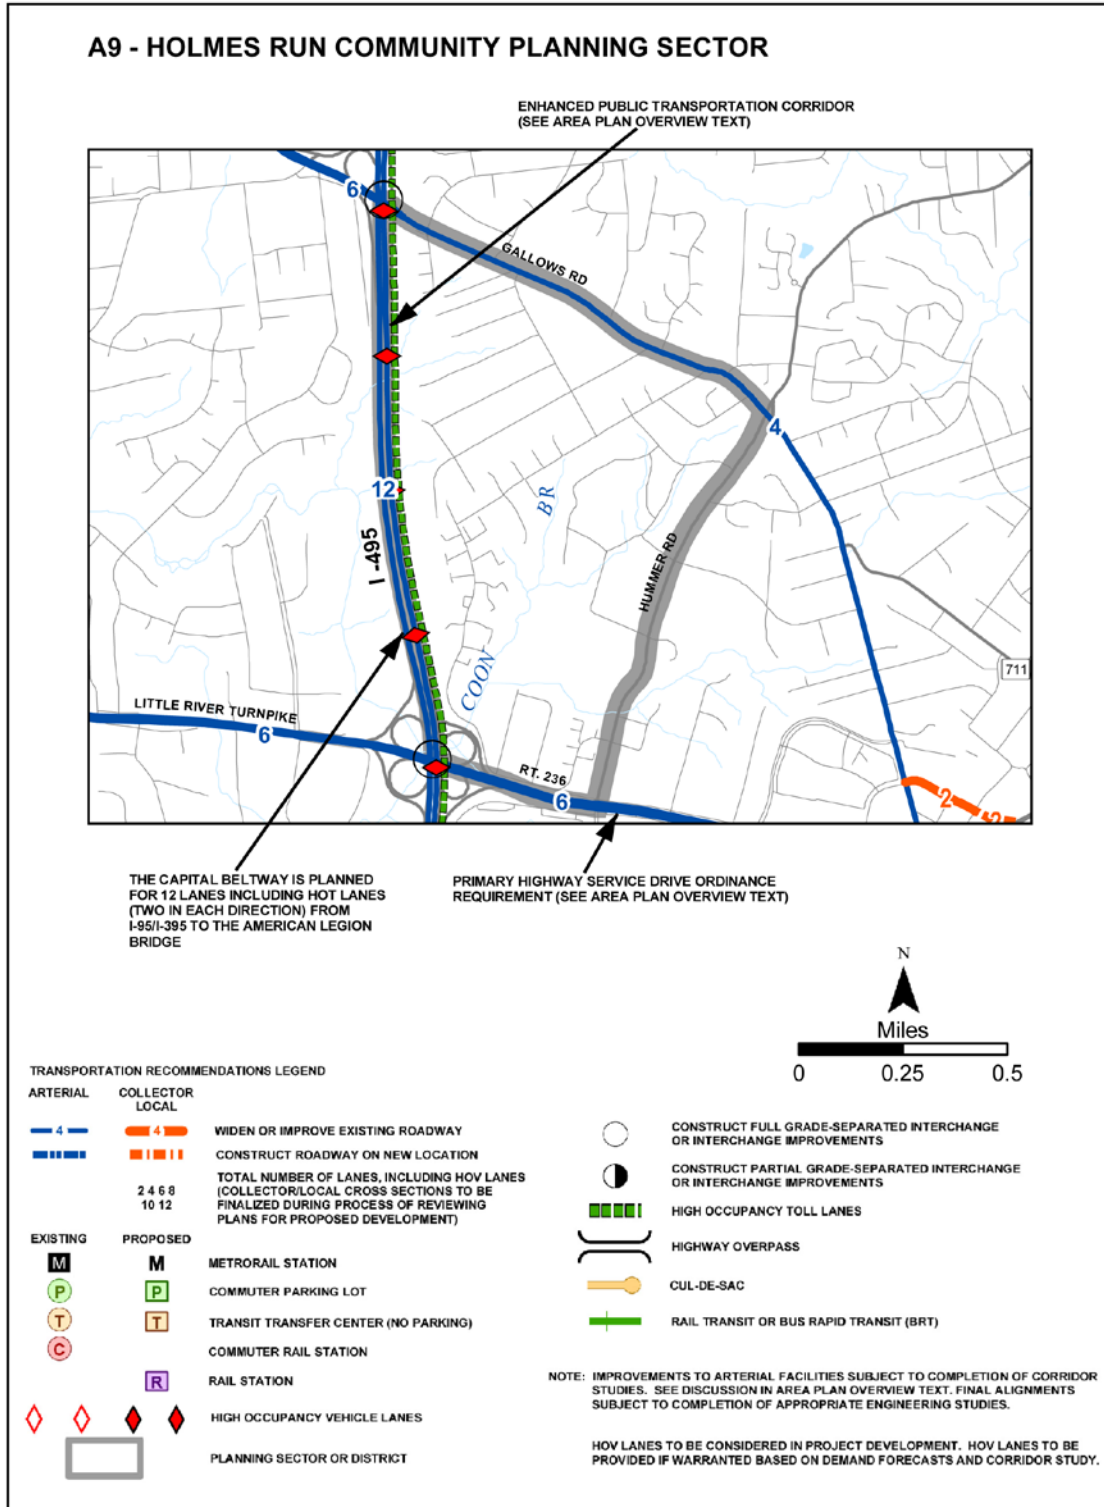 A9 - HOLMES RUN COMMUNITY PLANNING SECTOR
ENHANCED PUBLIC TRANSPORTATION CORRIDOR
(SEE AREA PLAN OVERVIEW TEXT)
6
GALLOWS RD
4
12
BR
I -495
HUMMER RD
711
COON
LITTLE RIVER TURNPIKE
6
RT. 236
6
2
2
THE CAPITAL BELTWAY IS PLANNED
FOR 12 LANES INCLUDING HOT LANES
(TWO IN EACH DIRECTION) FROM
I-95/I-395 TO THE AMERICAN LEGION
BRIDGE
PRIMARY HIGHWAY SERVICE DRIVE ORDINANCE
REQUIREMENT (SEE AREA PLAN OVERVIEW TEXT)
N
Miles
0 0.25 0.5
TRANSPORTATION RECOMMENDATIONS LEGEND
ARTERIAL COLLECTOR
LOCAL
4 4 WIDEN OR IMPROVE EXISTING ROADWAY
CONSTRUCT ROADWAY ON NEW LOCATION
2 4 6 8
10 12
TOTAL NUMBER OF LANES, INCLUDING HOV LANES
(COLLECTOR/LOCAL CROSS SECTIONS TO BE
FINALIZED DURING PROCESS OF REVIEWING
PLANS FOR PROPOSED DEVELOPMENT)
EXISTING PROPOSED
M M METRORAIL STATION
P P COMMUTER PARKING LOT
T T TRANSIT TRANSFER CENTER (NO PARKING)
C COMMUTER RAIL STATION
R RAIL STATION
HIGH OCCUPANCY VEHICLE LANES
PLANNING SECTOR OR DISTRICT
CONSTRUCT FULL GRADE-SEPARATED INTERCHANGE
OR INTERCHANGE IMPROVEMENTS
CONSTRUCT PARTIAL GRADE-SEPARATED INTERCHANGE
OR INTERCHANGE IMPROVEMENTS
HIGH OCCUPANCY TOLL LANES
HIGHWAY OVERPASS
CUL-DE-SAC
RAIL TRANSIT OR BUS RAPID TRANSIT (BRT)
NOTE: IMPROVEMENTS TO ARTERIAL FACILITIES SUBJECT TO COMPLETION OF CORRIDOR
STUDIES. SEE DISCUSSION IN AREA PLAN OVERVIEW TEXT. FINAL ALIGNMENTS
SUBJECT TO COMPLETION OF APPROPRIATE ENGINEERING STUDIES.
HOV LANES TO BE CONSIDERED IN PROJECT DEVELOPMENT. HOV LANES TO BE
PROVIDED IF WARRANTED BASED ON DEMAND FORECASTS AND CORRIDOR STUDY.